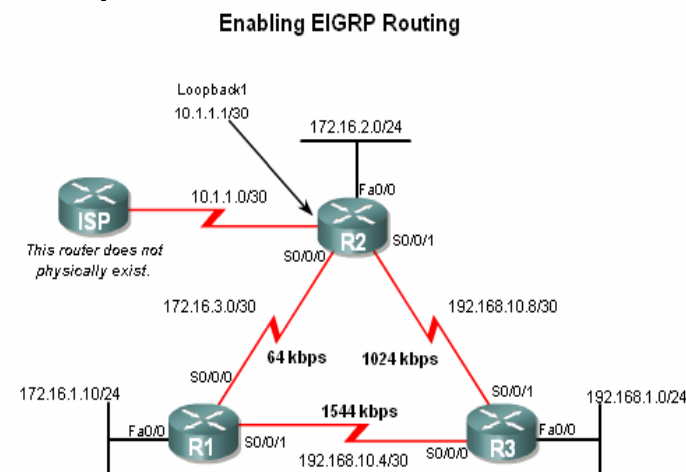 Enabling EIGRP Routing
Loopback1
10.1.1.1/30
172.16.2.0/24
10.1.1.0/30
Fa0/0
ISP
R2
S0/0/1
This router does not
physically exist.
S0/0/0
172.16.3.0/30
192.168.10.8/30
64 kbps
1024 kbps
S0/0/0
S0/0/1
172.16.1.10/24
192.168.1.0/24
1544 kbps
Fa0/0
R1
S0/0/1
192.168.10.4/30
S0/0/0
R3
Fa0/0